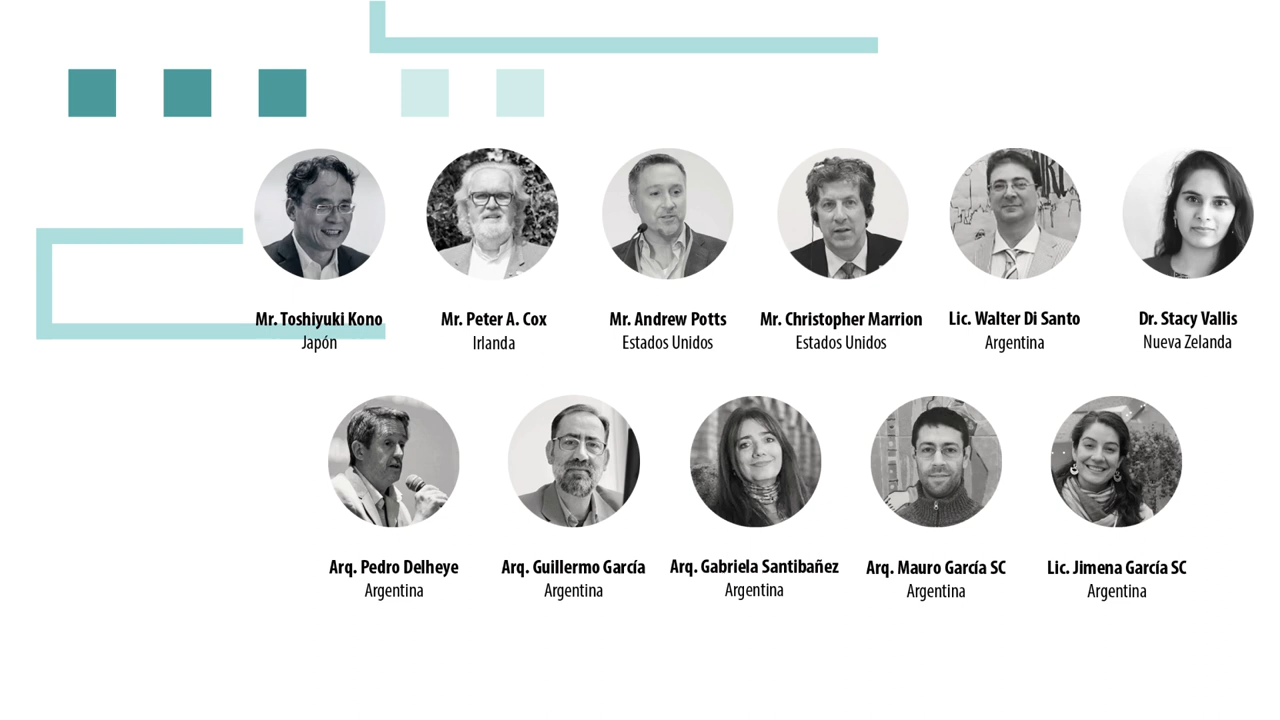 Mr. Toshiyuki Kono
Japón
Mr. Peter A. Cox
Irlanda
Mr. Andrew Potts
Estados Unidos
Mr. Christopher Marrion
Estados Unidos
Lic. Walter Di Santo
Argentina
Dr. Stacy Vallis
Nueva Zelanda
Arq. Pedro Delheye
Argentina
Arq. Guillermo García
Argentina
Arq. Gabriela Santibañez
Argentina
Arq. Mauro García SC
Argentina
Lic. Jimena García SC
Argentina